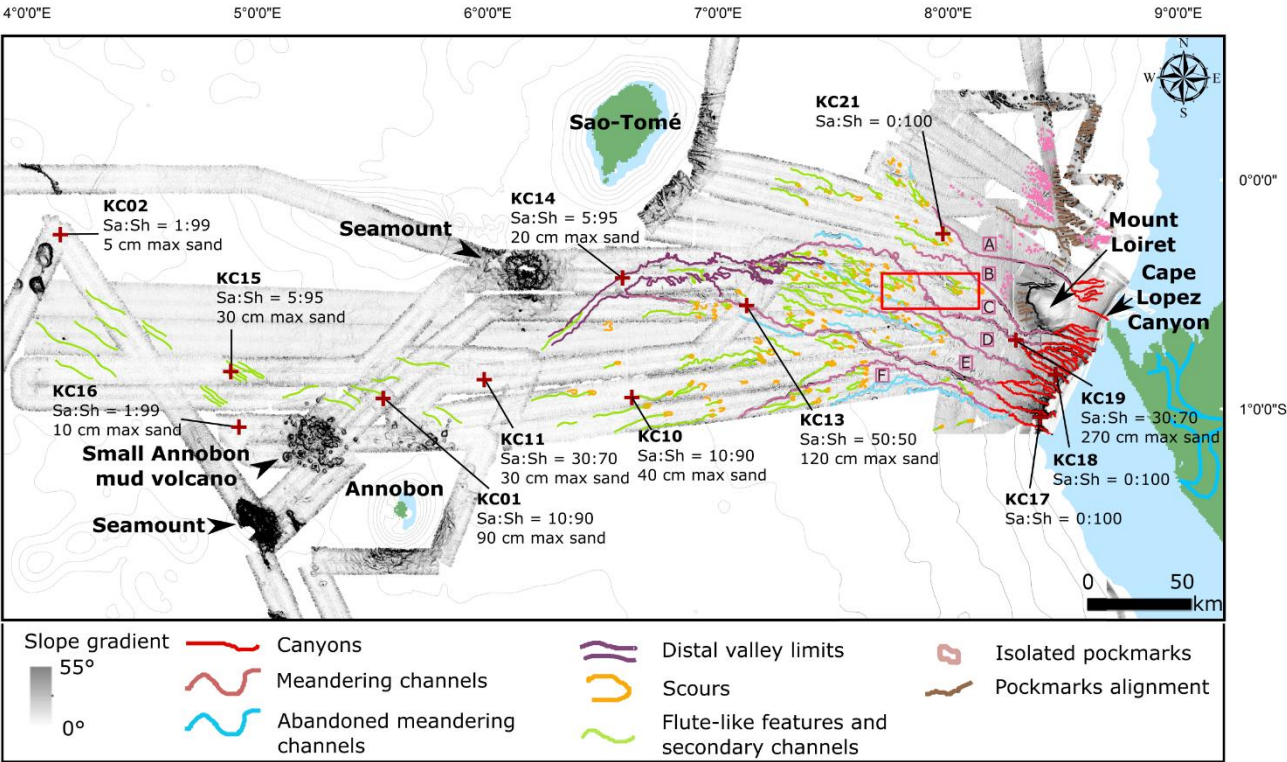 4°0'0"E 5°0'0"E 6°0'0"E 7°0'0"E 8°0'0"E 9°0'0"E
N
W E
S
KC21
Sa:Sh = 0:100
Sao-Tomé
0°0'0"
KC02
Sa:Sh = 1:99
5 cm max sand
KC14
Sa:Sh = 5:95
20 cm max sand
Seamount
Mount
Loiret
A
B
C
D
E
F
Cape
Lopez
Canyon
KC15
Sa:Sh = 5:95
30 cm max sand
KC16
Sa:Sh = 1:99
10 cm max sand
1°0'0"S
Small Annobon
mud volcano
Annobon
Seamount
KC11
Sa:Sh = 30:70
30 cm max sand
KC10
Sa:Sh = 10:90
40 cm max sand
KC01
Sa:Sh = 10:90
90 cm max sand
KC13
Sa:Sh = 50:50
120 cm max sand
KC19
Sa:Sh = 30:70
270 cm max sand
KC18
Sa:Sh = 0:100
KC17
Sa:Sh = 0:100
0 50
km
Slope gradient
55°
0°
Canyons
Meandering channels
Abandoned meandering
channels
Distal valley limits
Scours
Flute-like features and
secondary channels
Isolated pockmarks
Pockmarks alignment